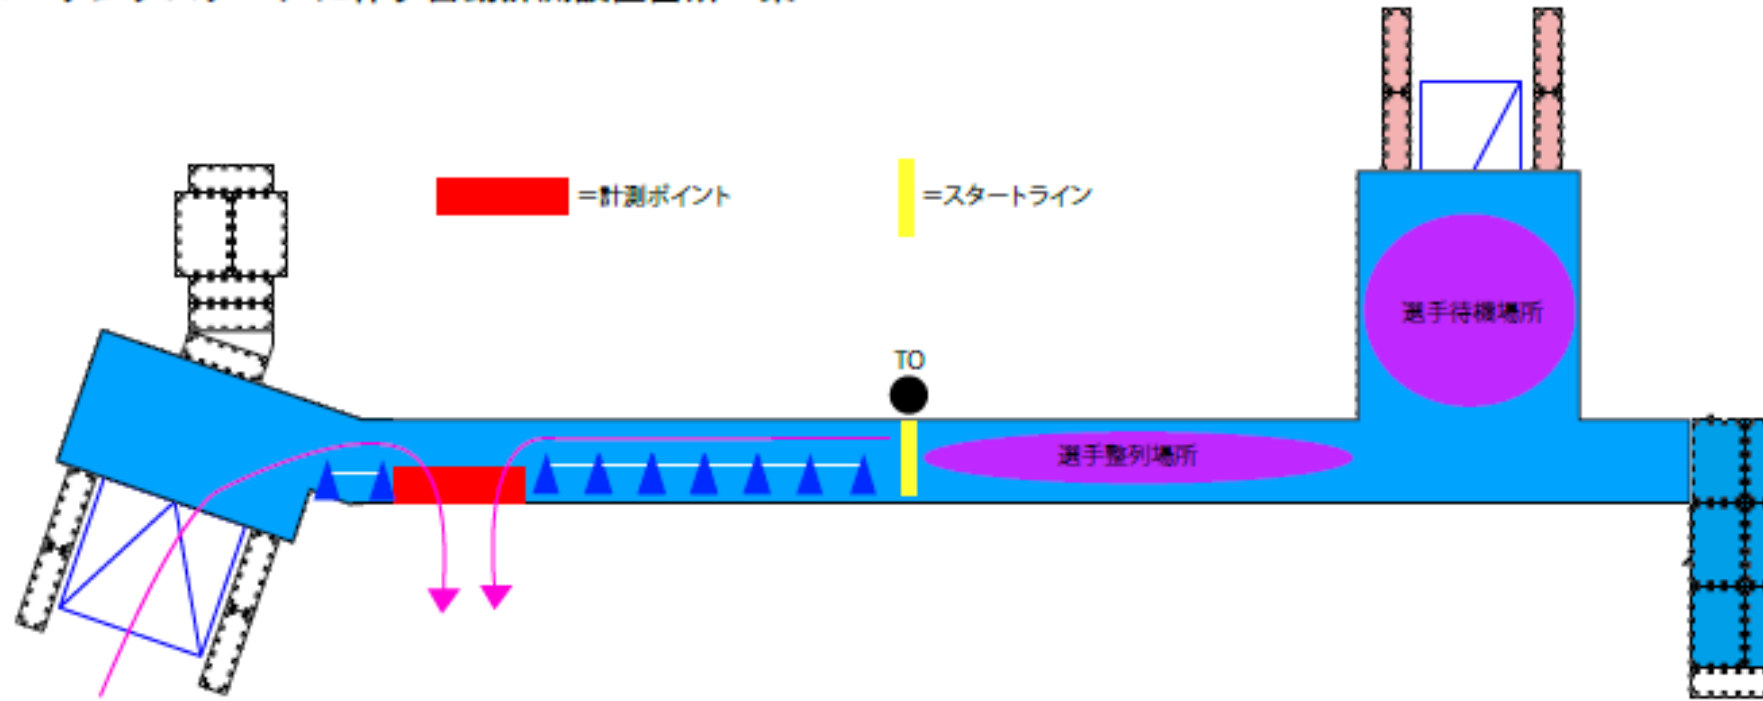 =計測ポイント
=スタートライン
TO
選手待機場所
選手整列場所